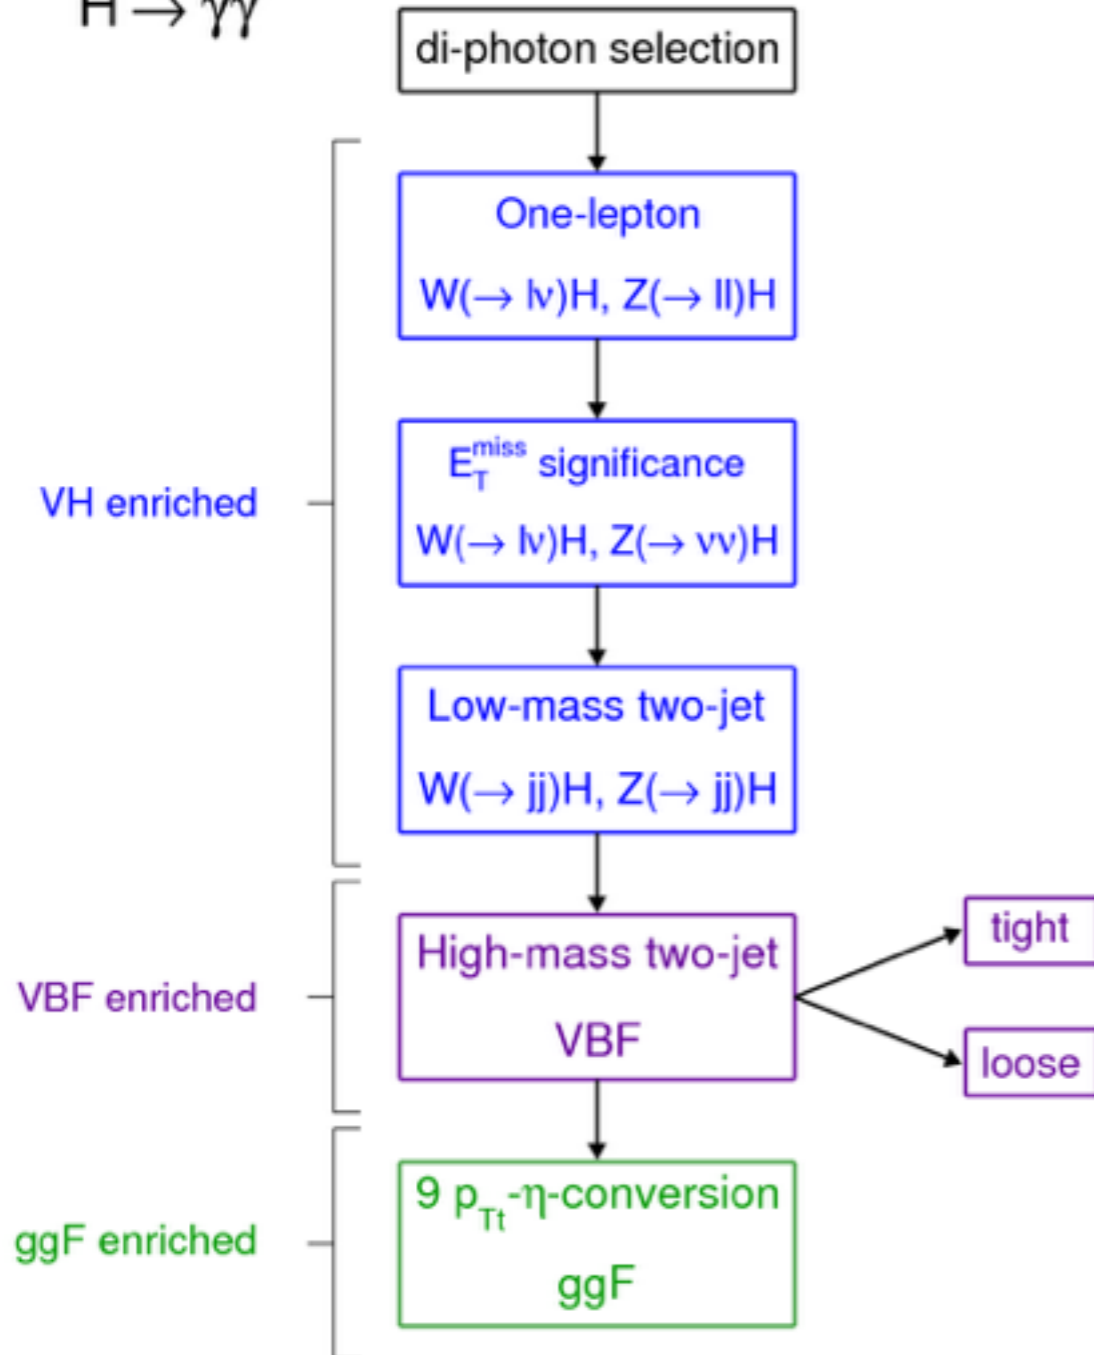 H → γγ
di-photon selection
One-lepton
W(→ lν)H, Z(→ ll)H
E_T^miss significance
W(→ lν)H, Z(→ νν)H
VH enriched
Low-mass two-jet
W(→ jj)H, Z(→ jj)H
High-mass two-jet
VBF
VBF enriched
tight
loose
9 p_Tt-η-conversion
ggF
ggF enriched